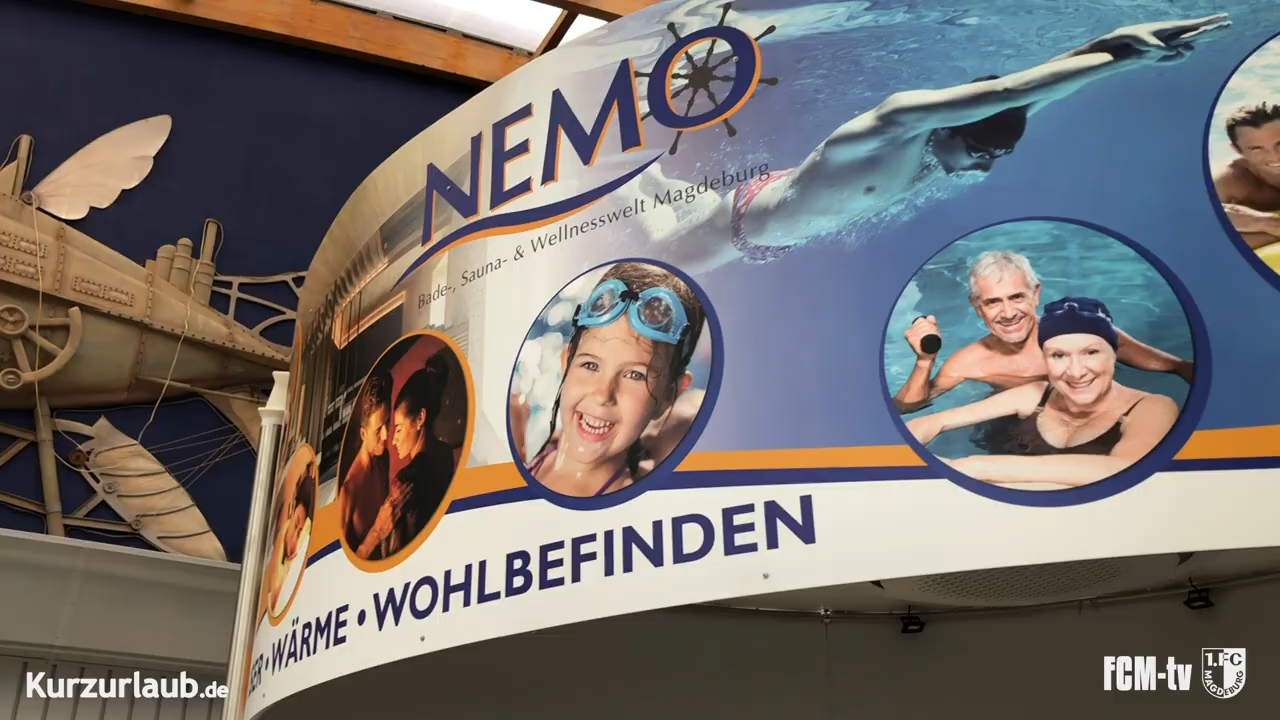 NEMO
Bade-, Sauna- & Wellnesswelt Magdeburg
WÄRME • WOHLBEFINDEN
Kurzurlaub.de
FCM-tv
1.FC
MAGDEBURG